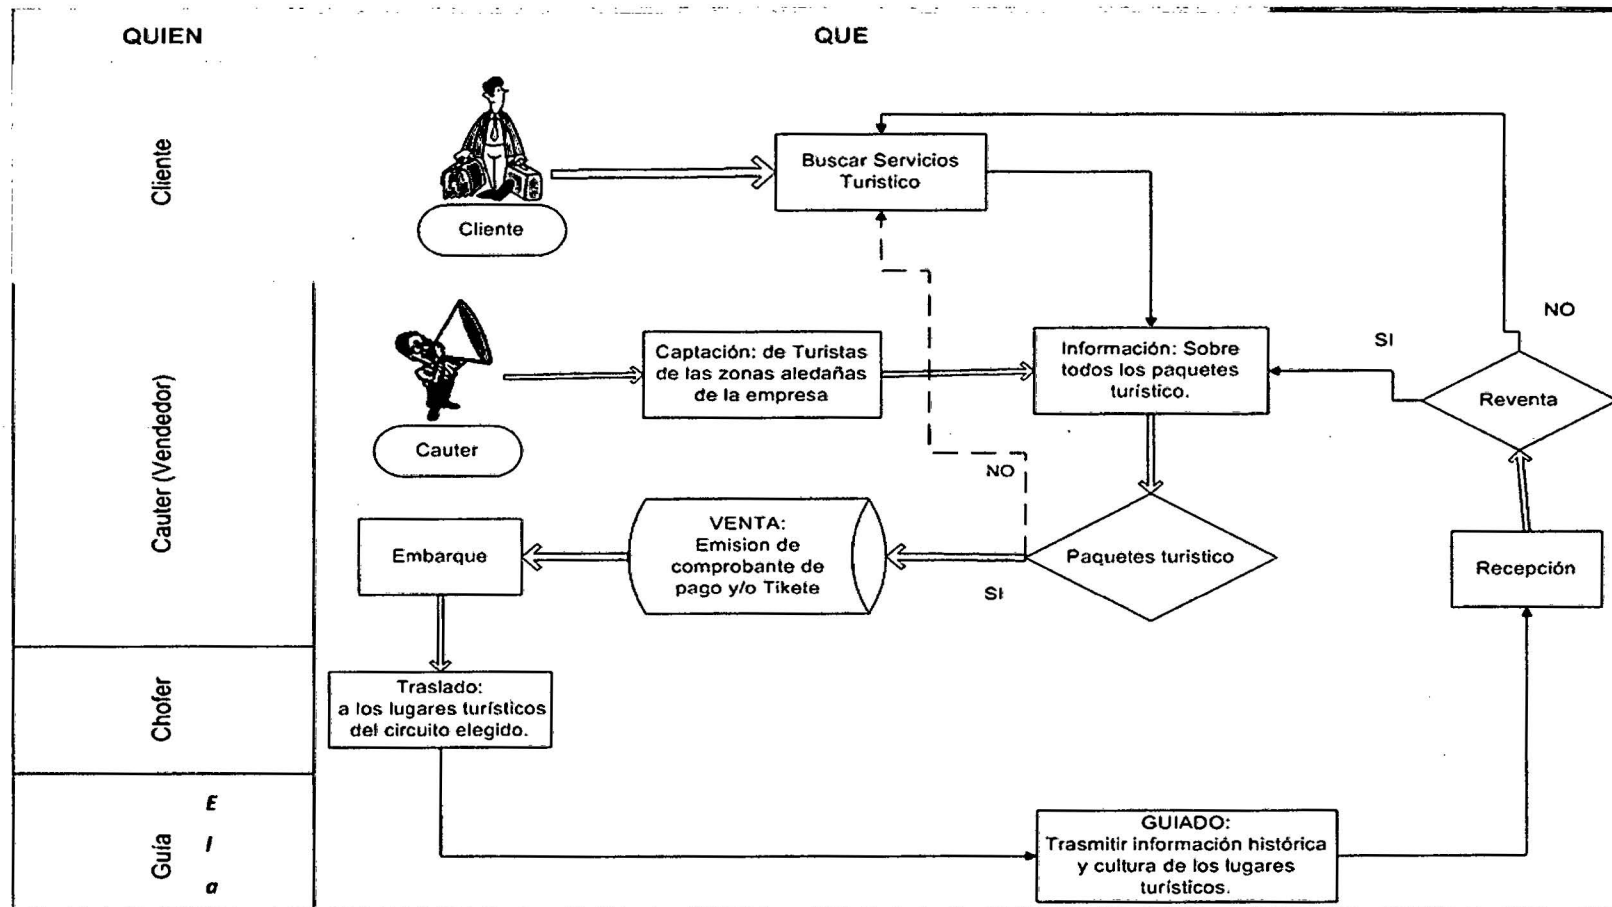 QUIEN
QUE
Cliente
Cliente
Buscar Servicios
Turistico
Cauter (Vendedor)
Cauter
Captación: de Turistas
de las zonas aledañas
de la empresa
Información: Sobre
todos los paquetes
turístico.
SI
NO
Reventa
NO
Embarque
VENTA:
Emision de
comprobante de
pago y/o Tikete
SI
Paquetes turistico
Recepción
Chofer
Traslado:
a los lugares turísticos
del circuito elegido.
Guía
E
l
a
GUIADO:
Trasmitir información histórica
y cultura de los lugares
turísticos.